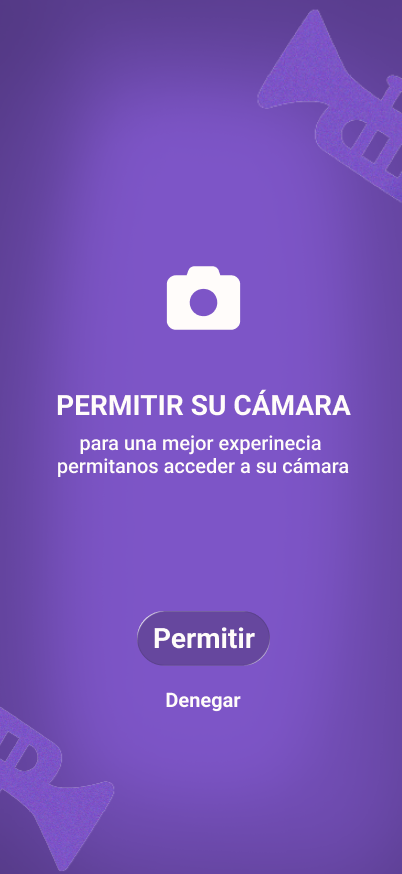 PERMITIR SU CÁMARA
para una mejor experinecia
permitanos acceder a su cámara
Permitir
Denegar